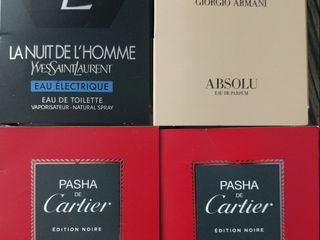 L
LA NUIT DE L'HOMME
YVESSAINTLAURENT
EAU ÉLECTRIQUE
EAU DE TOILETTE
VAPORISATEUR - NATURAL SPRAY
GIORGIO ARMANI
ABSOLU
EAU DE PARFUM
PASHA
DE
Cartier
ÉDITION NOIRE
PASHA
DE
Cartier
ÉDITION NOIRE